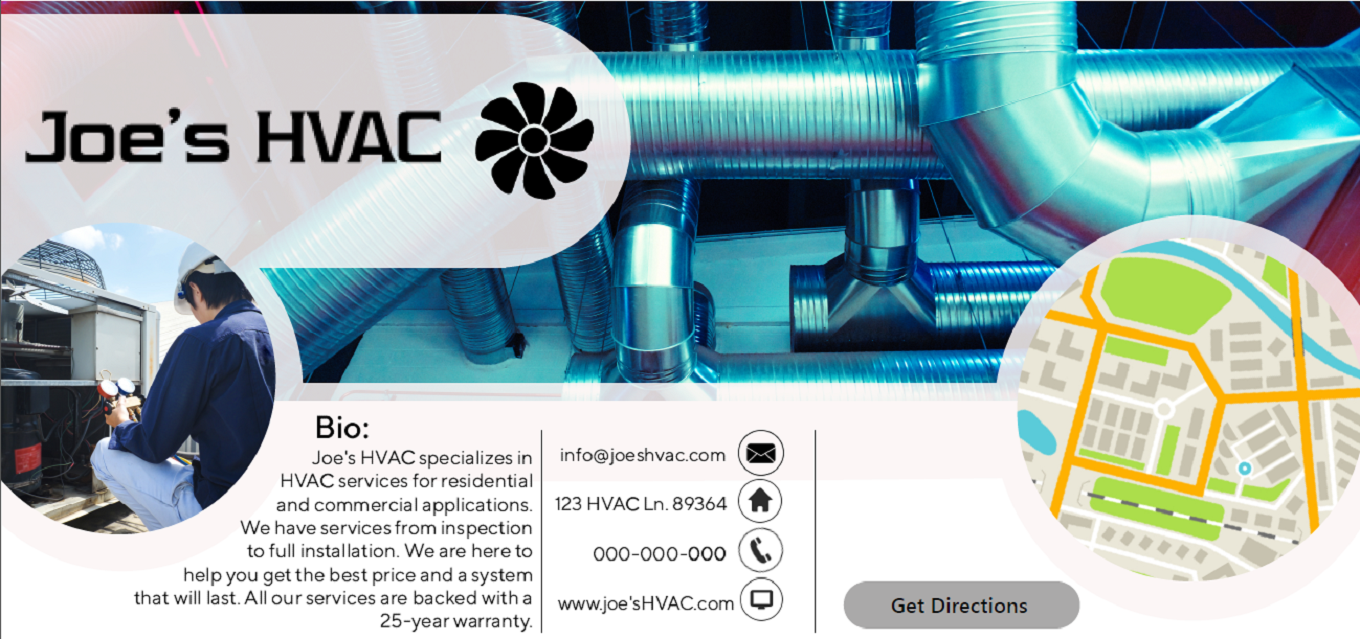 Joe's HVAC
Bio:
Joe's HVAC specializes in
HVAC services for residential
and commercial applications.
We have services from inspection
to full installation. We are here to
help you get the best price and a system
that will last. All our services are backed with a
25-year warranty.
info@joeshvac.com
123 HVAC Ln. 89364
000-000-000
www.joe'sHVAC.com
Get Directions